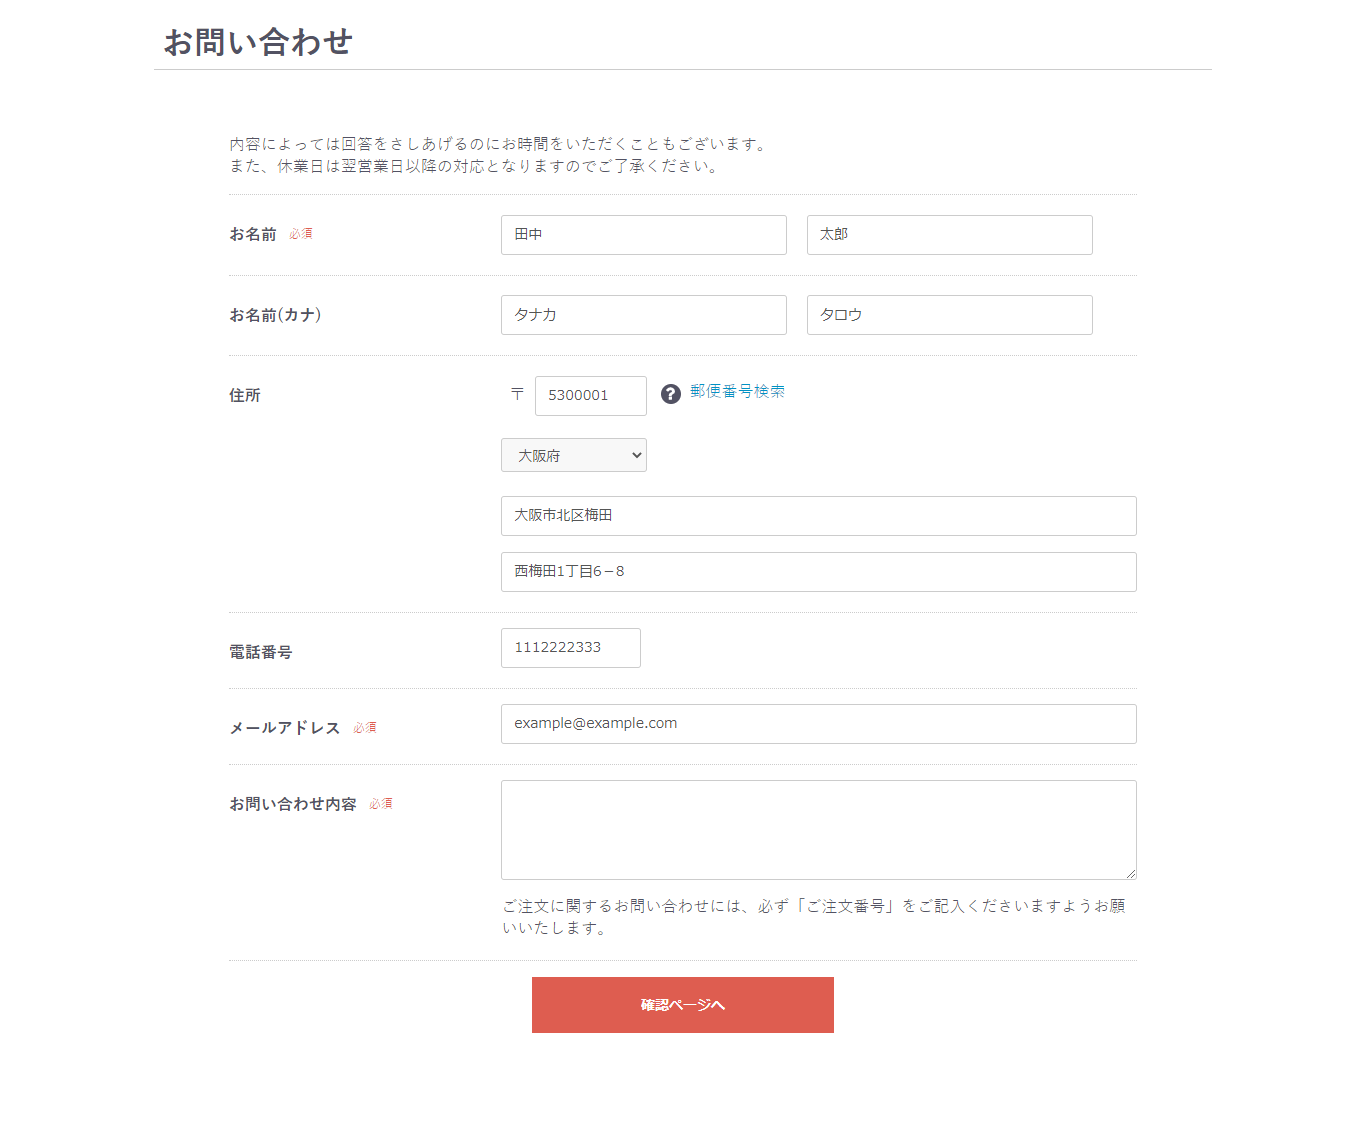 お問い合わせ
内容によっては回答をさしあげるのにお時間をいただくこともございます。
また、休業日は翌営業日以降の対応となりますのでご了承ください。
お名前 必須 田中 太郎
お名前(カナ) タナカ タロウ
住所 〒 5300001 ? 郵便番号検索
大阪府
大阪市北区梅田
西梅田1丁目6－8
電話番号 1112222333
メールアドレス 必須 example@example.com
お問い合わせ内容 必須
ご注文に関するお問い合わせには、必ず「ご注文番号」をご記入くださいますようお願
いいたします。
確認ページへ